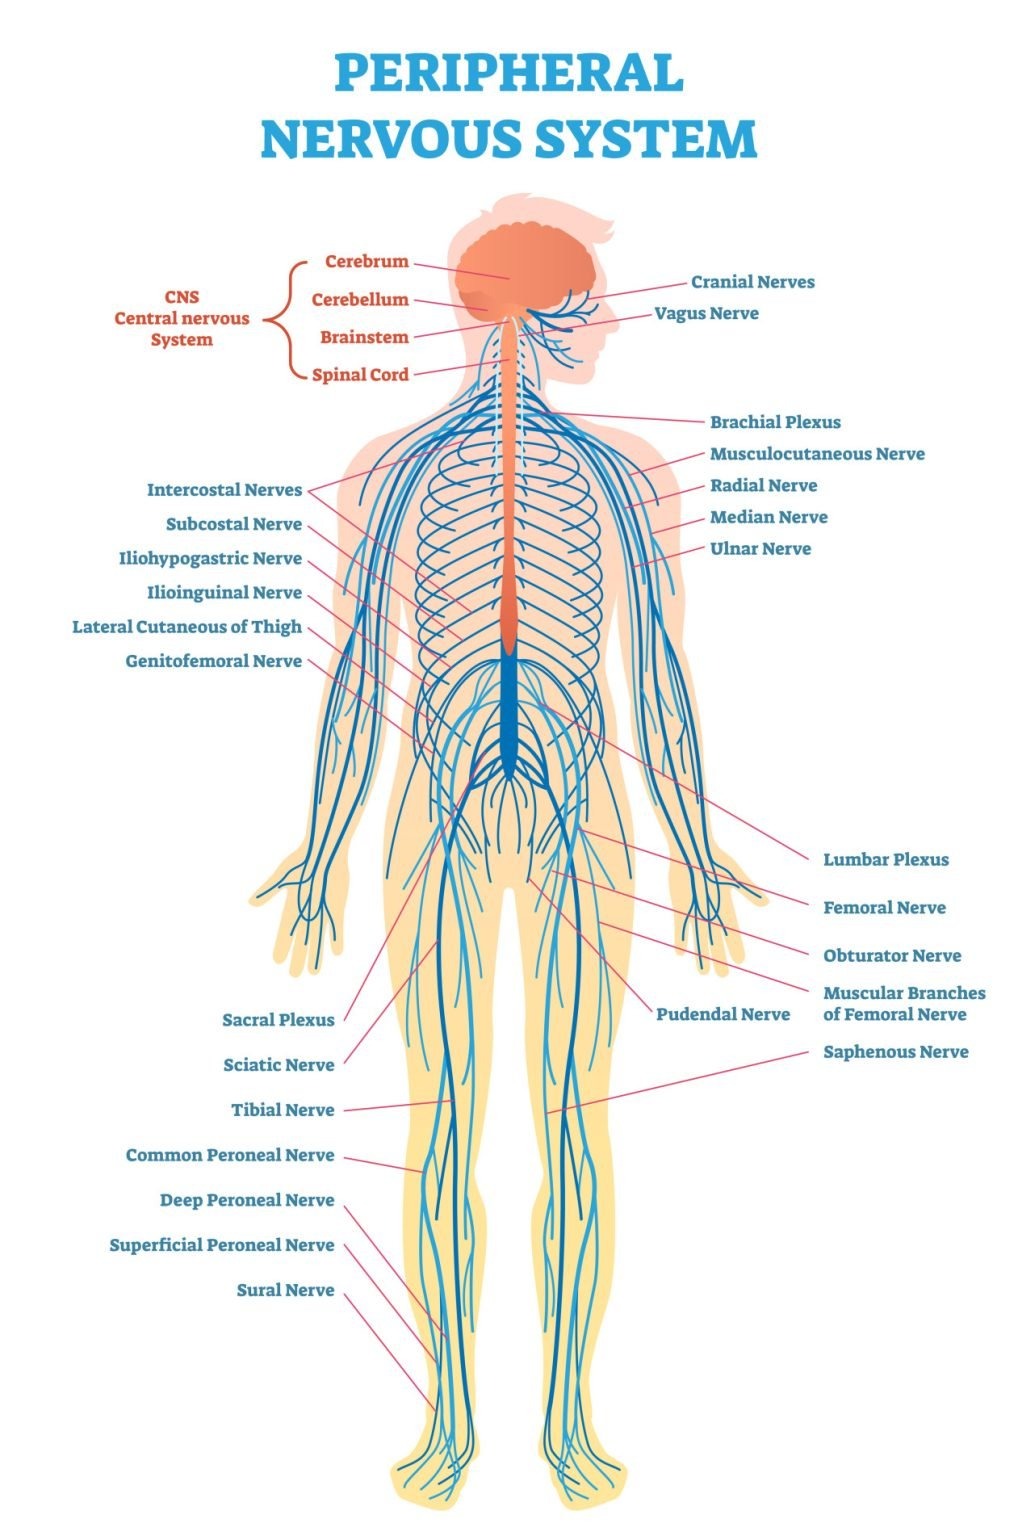 PERIPHERAL
NERVOUS SYSTEM
CNS
Central nervous
System
Cerebrum
Cerebellum
Brainstem
Spinal Cord
Cranial Nerves
Vagus Nerve
Brachial Plexus
Musculocutaneous Nerve
Radial Nerve
Median Nerve
Ulnar Nerve
Intercostal Nerves
Subcostal Nerve
Iliohypogastric Nerve
Ilioinguinal Nerve
Lateral Cutaneous of Thigh
Genitofemoral Nerve
Lumbar Plexus
Femoral Nerve
Obturator Nerve
Muscular Branches
of Femoral Nerve
Pudendal Nerve
Saphenous Nerve
Sacral Plexus
Sciatic Nerve
Tibial Nerve
Common Peroneal Nerve
Deep Peroneal Nerve
Superficial Peroneal Nerve
Sural Nerve